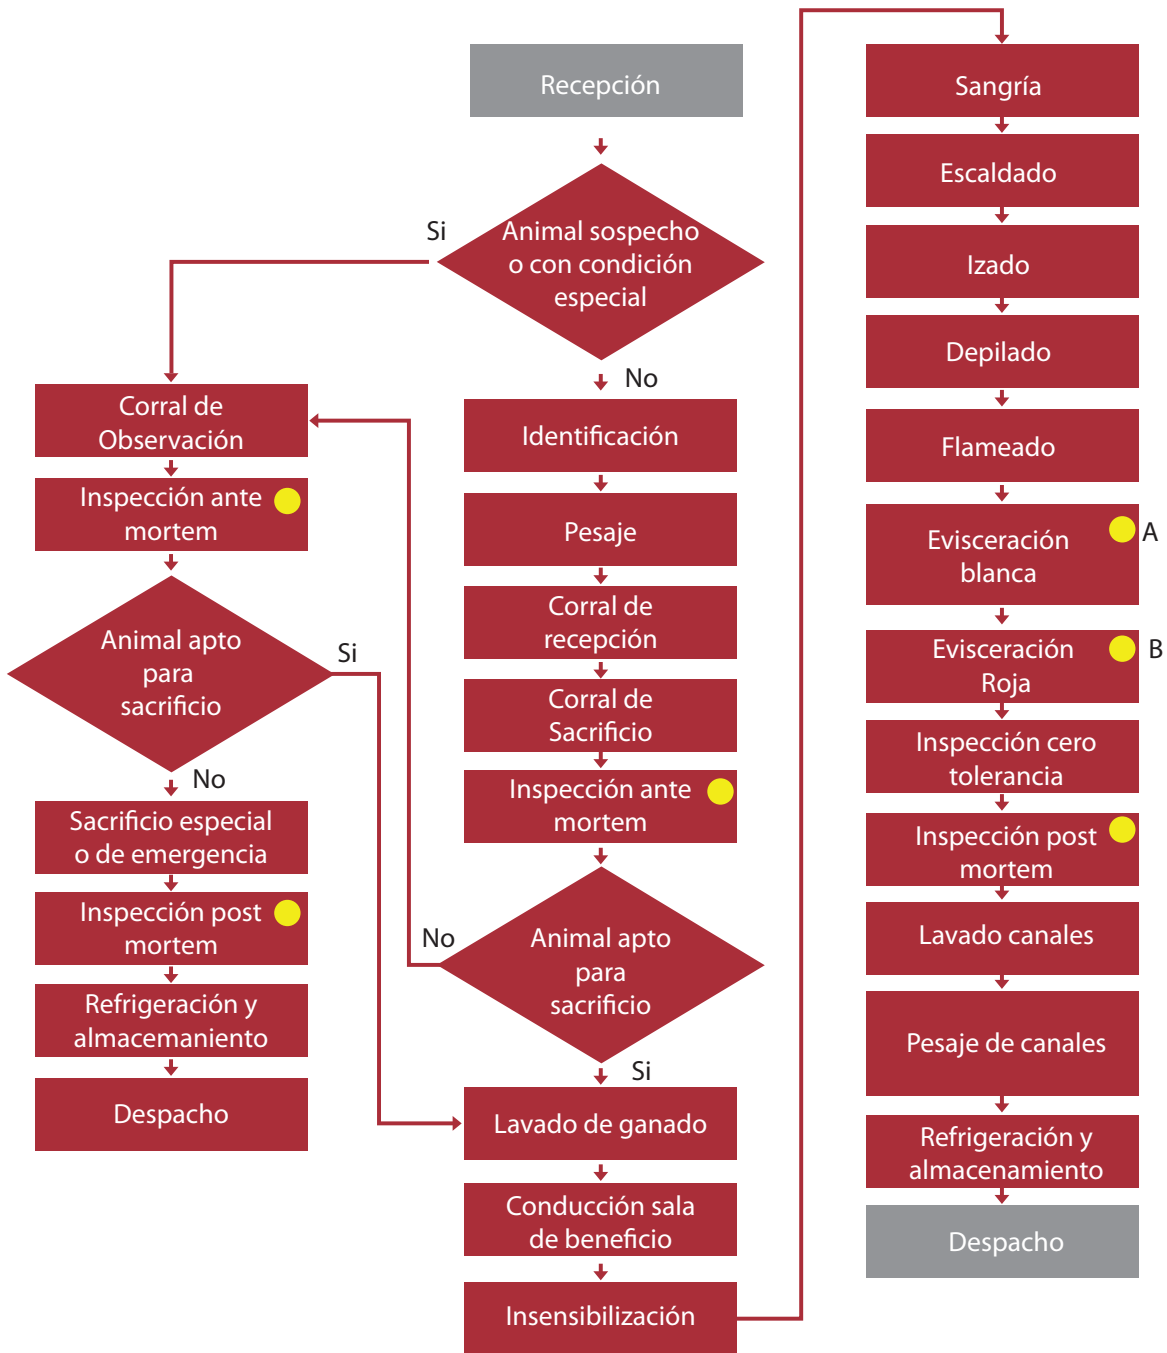 Recepción
Animal sospecho
o con condición
especial
Si
No
Corral de
Observación
Inspección ante
mortem
Animal apto
para
sacrificio
Si
No
Sacrificio especial
o de emergencia
Inspección post
mortem
Refrigeración y
almacemaniento
Despacho
Identificación
Pesaje
Corral de
recepción
Corral de
Sacrificio
Inspección ante
mortem
Animal apto
para
sacrificio
No
Si
Lavado de ganado
Conducción sala
de beneficio
Insensibilización
Sangría
Escaldado
Izado
Depilado
Flameado
Evisceración
blanca
A
Evisceración
Roja
B
Inspección cero
tolerancia
Inspección post
mortem
Lavado canales
Pesaje de canales
Refrigeración y
almacenamiento
Despacho